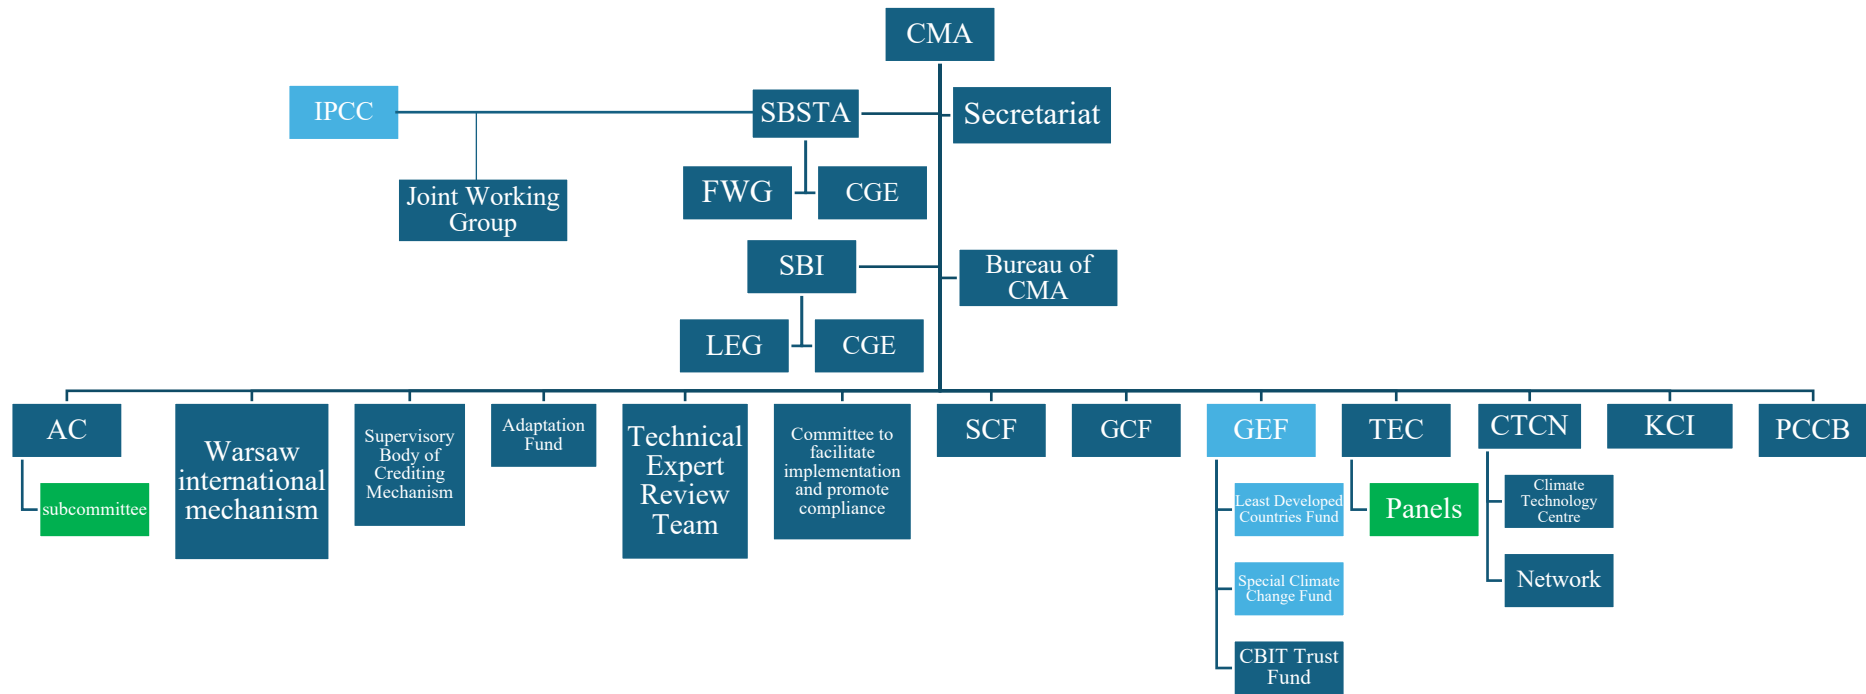 CMA
IPCC
SBSTA
Secretariat
Joint Working
Group
FWG
CGE
SBI
Bureau of
CMA
LEG
CGE
AC
subcommittee
Warsaw
international
mechanism
Supervisory
Body of
Crediting
Mechanism
Adaptation
Fund
Technical
Expert
Review
Team
Committee to
facilitate
implementation
and promote
compliance
SCF
GCF
GEF
Least Developed
Countries Fund
Special Climate
Change Fund
CBIT Trust
Fund
TEC
Panels
CTCN
Climate
Technology
Centre
Network
KCI
PCCB